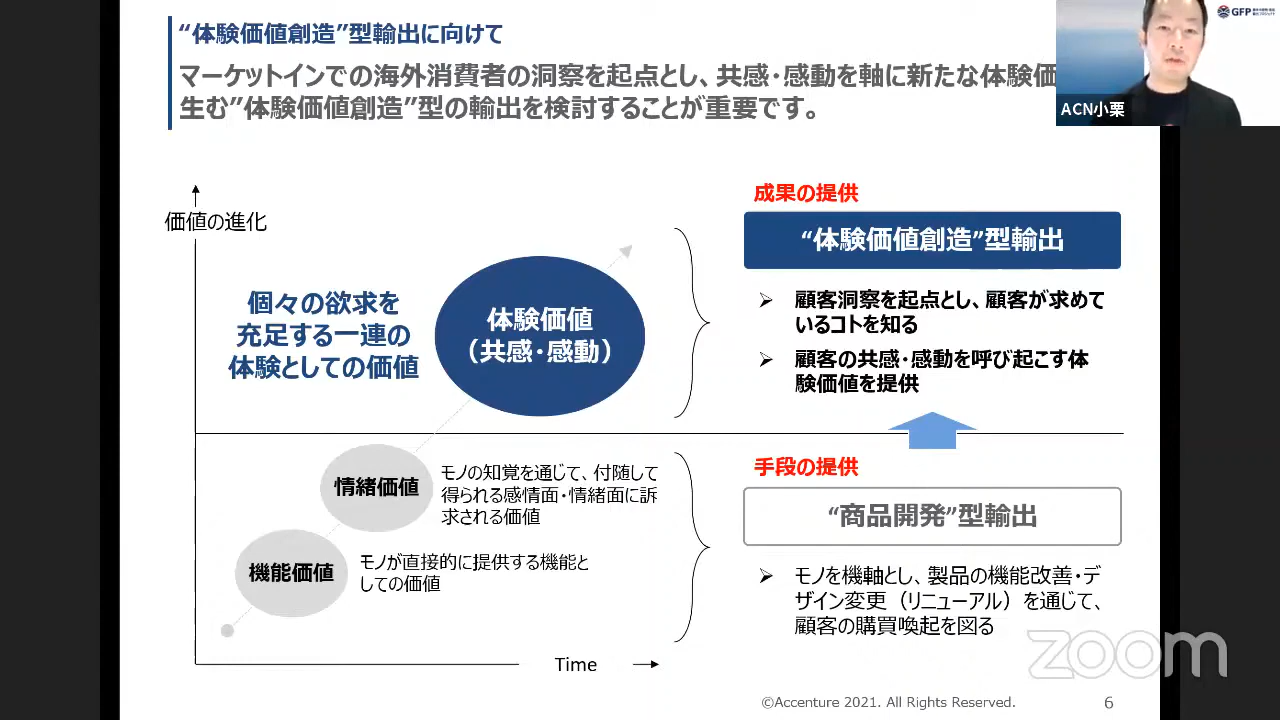 “体験価値創造”型輸出に向けて
マーケットインでの海外消費者の洞察を起点とし、共感・感動を軸に新たな体験価
生む”体験価値創造”型の輸出を検討することが重要です。
GFP
ACN小栗
価値の進化
個々の欲求を
充足する一連の
体験としての価値
体験価値
（共感・感動）
成果の提供
“体験価値創造”型輸出
➢ 顧客洞察を起点とし、顧客が求めて
いるコトを知る
➢ 顧客の共感・感動を呼び起こす体
験価値を提供
情緒価値
モノの知覚を通じて、付随して
得られる感情面・情緒面に訴
求される価値
機能価値
モノが直接的に提供する機能と
しての価値
手段の提供
“商品開発”型輸出
➢ モノを機軸とし、製品の機能改善・デ
ザイン変更（リニューアル）を通じて、
顧客の購買喚起を図る
Time
zoom
©Accenture 2021. All Rights Reserved.
6